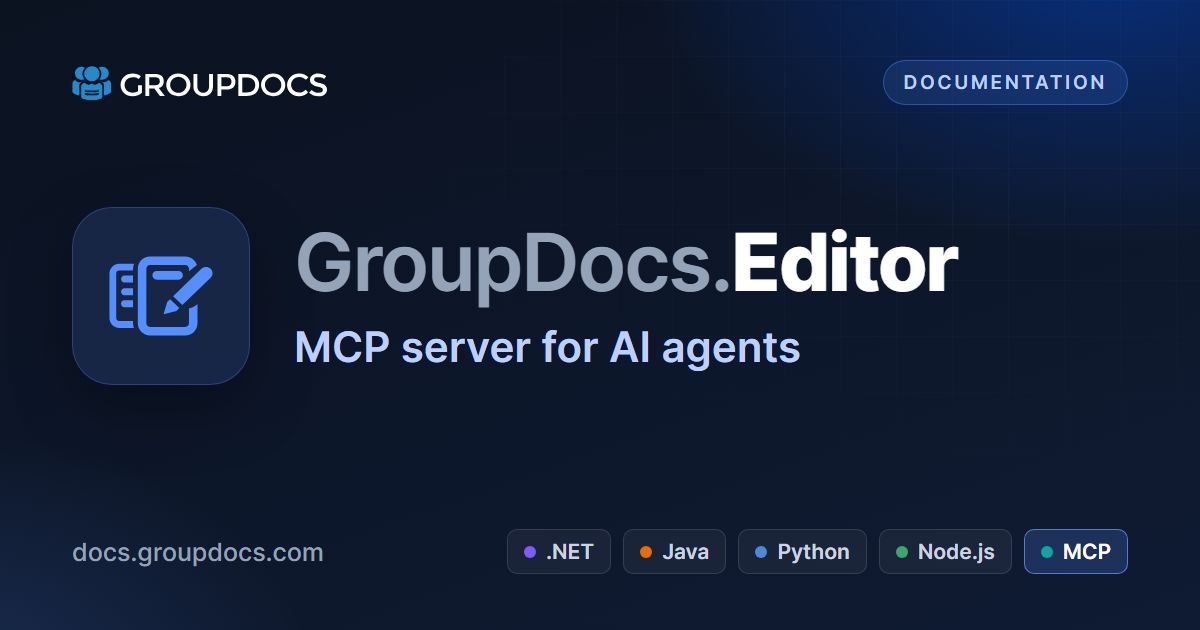 GROUPDOCS
DOCUMENTATION
GroupDocs.Editor
MCP server for AI agents
docs.groupdocs.com
.NET
Java
Python
Node.js
MCP